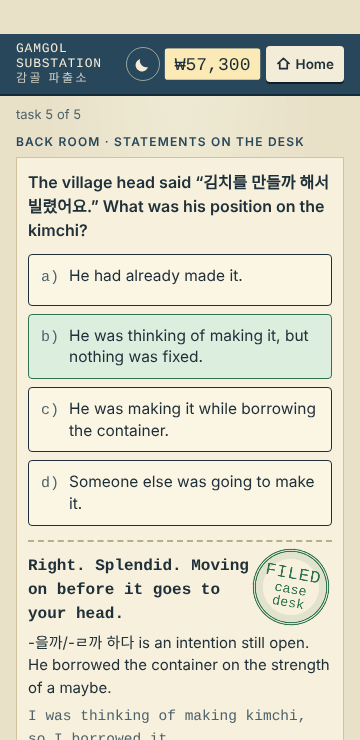 GAMGOL
SUBSTATION
감골 파출소
₩57,300
Home
task 5 of 5
BACK ROOM · STATEMENTS ON THE DESK
The village head said “김치를 만들까 해서
빌렸어요.” What was his position on the
kimchi?
a) He had already made it.
b) He was thinking of making it, but
nothing was fixed.
c) He was making it while borrowing
the container.
d) Someone else was going to make
it.
Right. Splendid. Moving
on before it goes to
your head.
FILED
case
desk
-을까/-ㄹ까 하다 is an intention still open.
He borrowed the container on the strength
of a maybe.
I was thinking of making kimchi,
so I borrowed it.